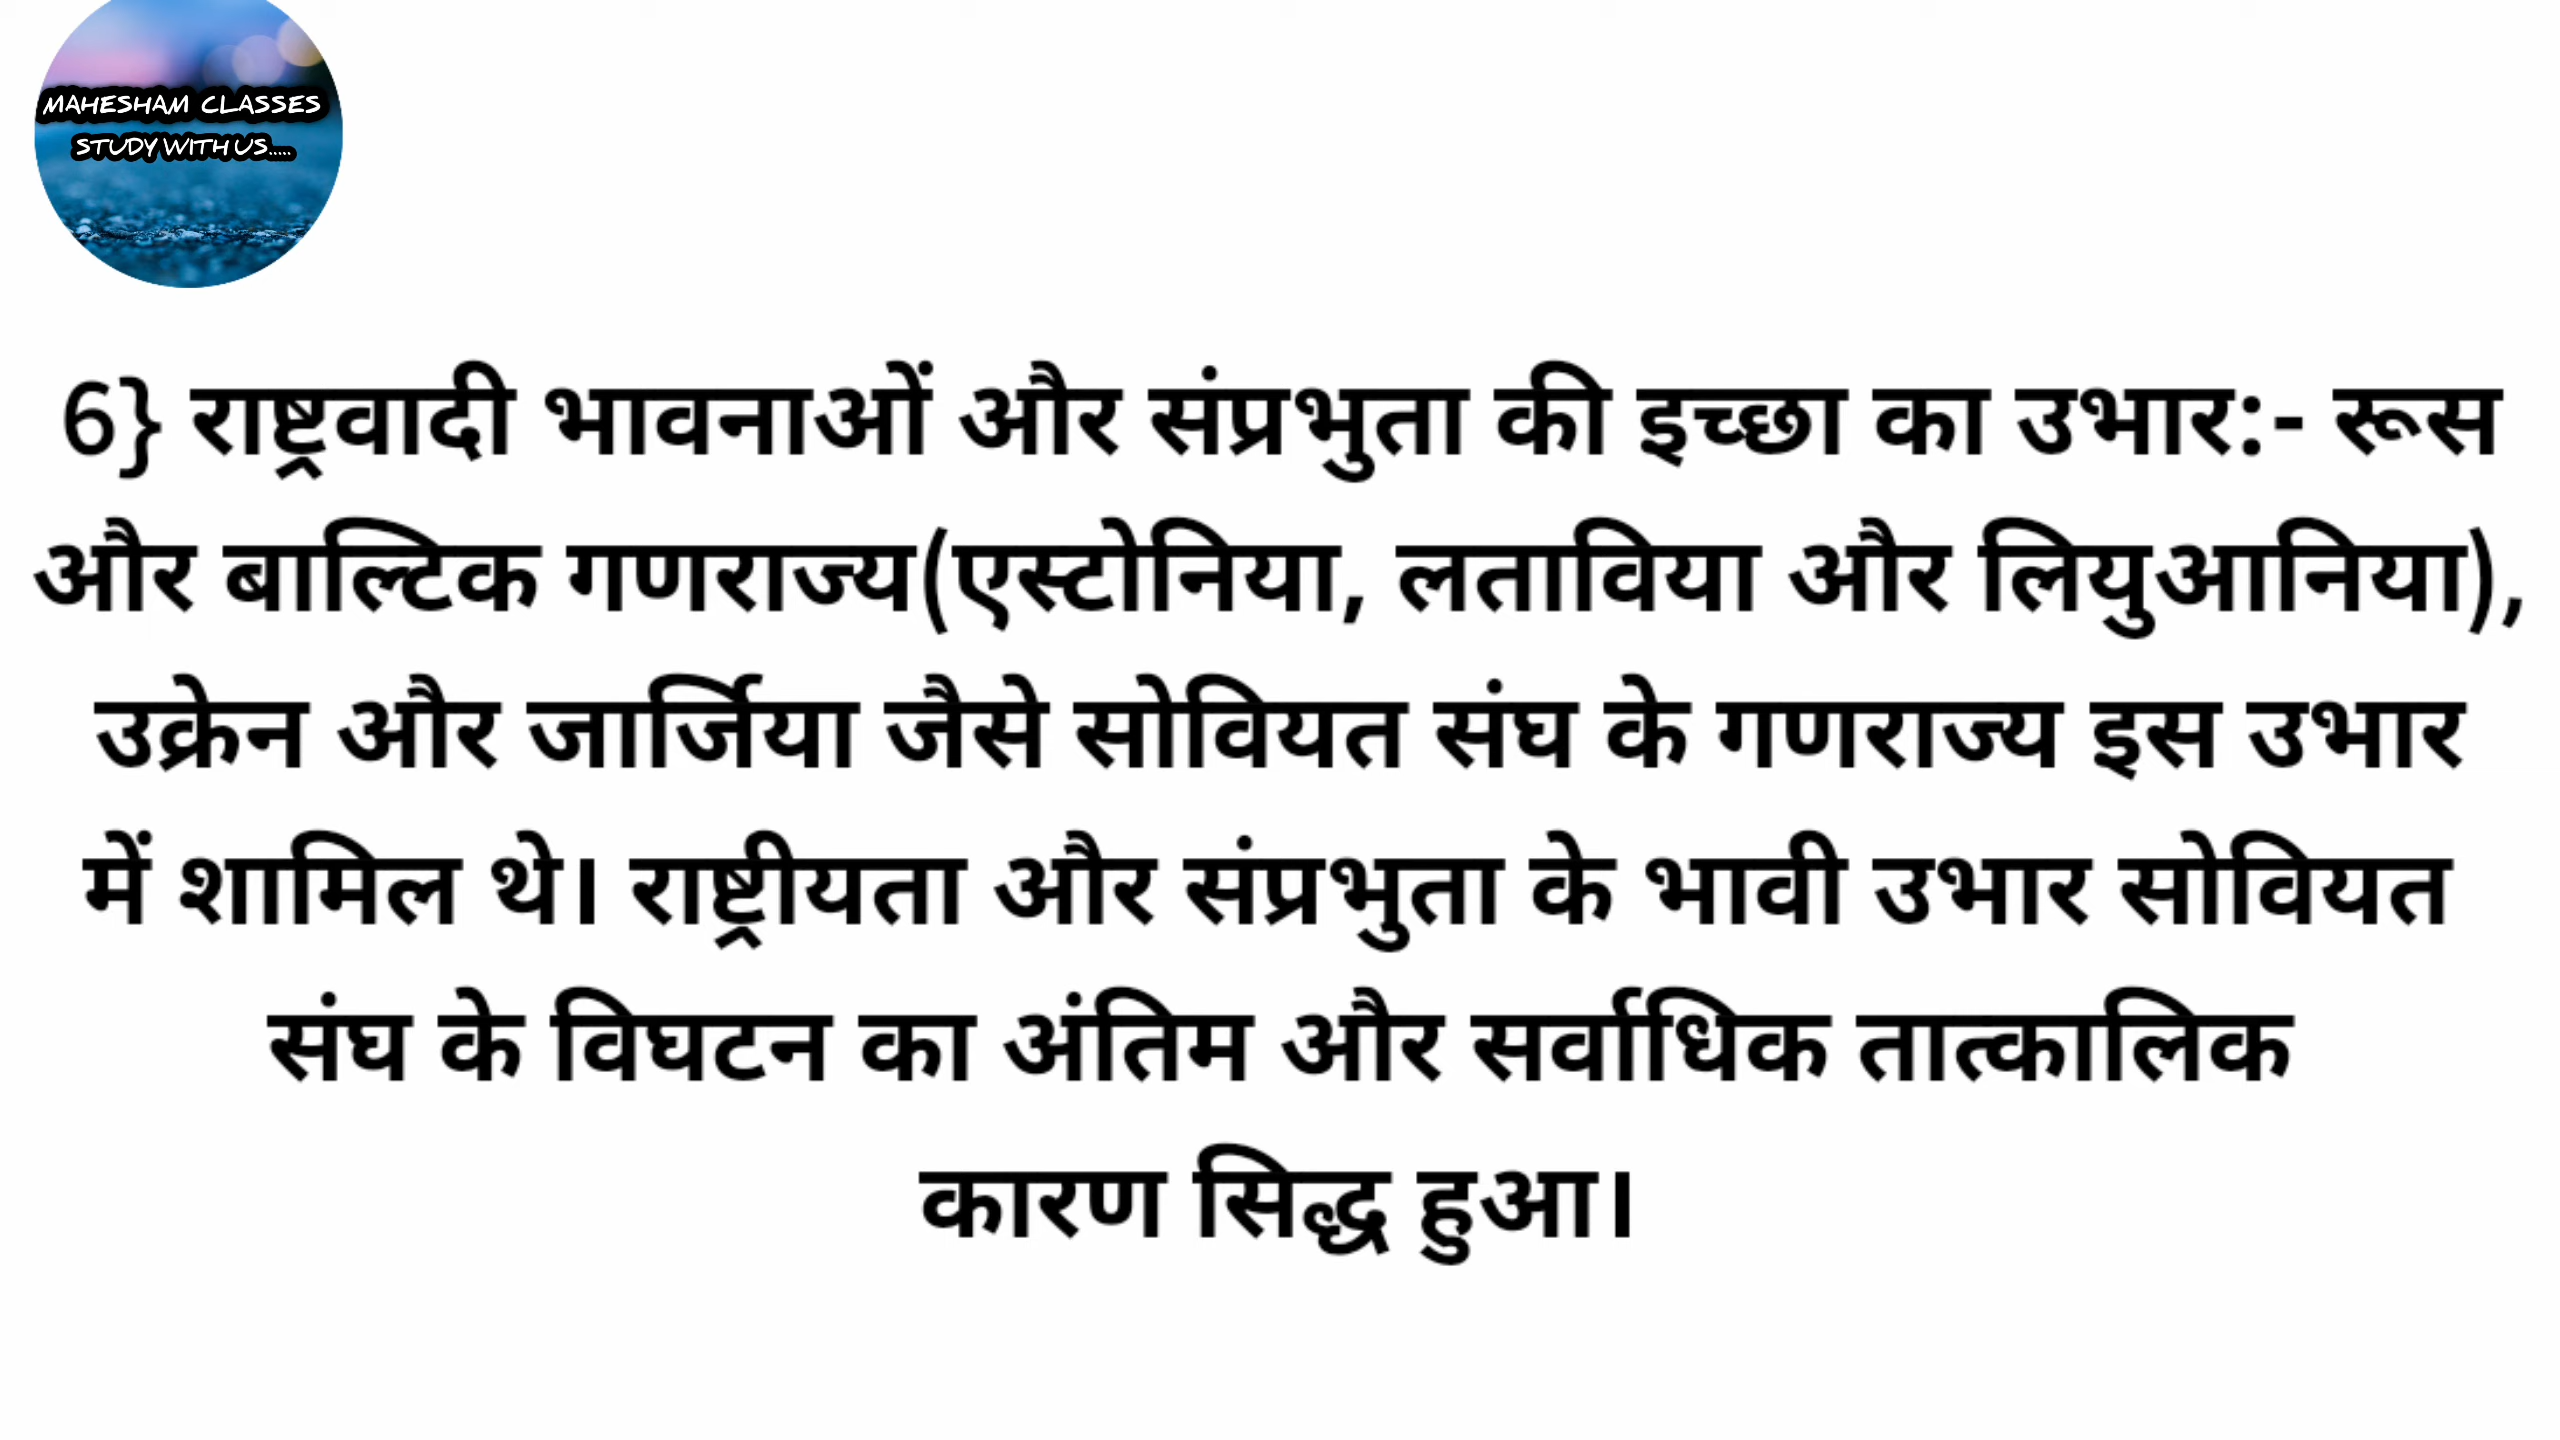 MAHESHAM CLASSES
STUDY WITH US.....
6} राष्ट्रवादी भावनाओं और संप्रभुता की इच्छा का उभार:- रूस
और बाल्टिक गणराज्य(एस्टोनिया, लताविया और लियुआनिया),
उक्रेन और जार्जिया जैसे सोवियत संघ के गणराज्य इस उभार
में शामिल थे। राष्ट्रीयता और संप्रभुता के भावी उभार सोवियत
संघ के विघटन का अंतिम और सर्वाधिक तात्कालिक
कारण सिद्ध हुआ।